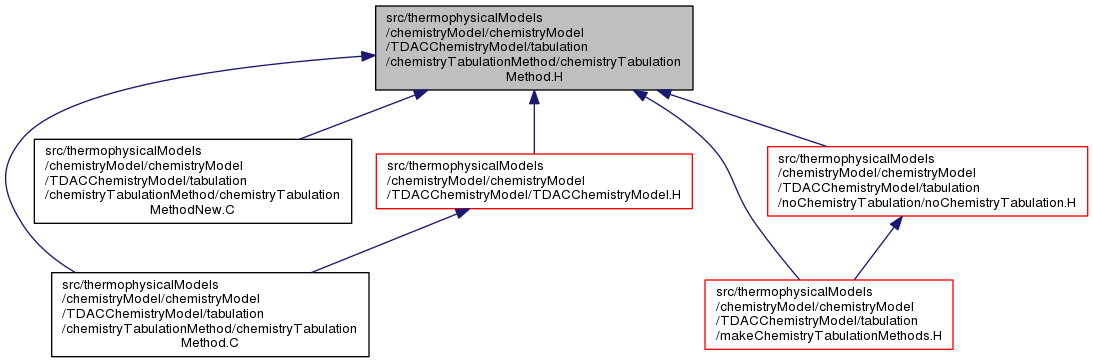 src/thermophysicalModels
/chemistryModel/chemistryModel
/TDACChemistryModel/tabulation
/chemistryTabulationMethod/chemistryTabulation
Method.H
src/thermophysicalModels
/chemistryModel/chemistryModel
/TDACChemistryModel/tabulation
/chemistryTabulationMethod/chemistryTabulation
MethodNew.C
src/thermophysicalModels
/chemistryModel/chemistryModel
/TDACChemistryModel/TDACChemistryModel.H
src/thermophysicalModels
/chemistryModel/chemistryModel
/TDACChemistryModel/tabulation
/noChemistryTabulation/noChemistryTabulation.H
src/thermophysicalModels
/chemistryModel/chemistryModel
/TDACChemistryModel/tabulation
/chemistryTabulationMethod/chemistryTabulation
Method.C
src/thermophysicalModels
/chemistryModel/chemistryModel
/TDACChemistryModel/tabulation
/makeChemistryTabulationMethods.H